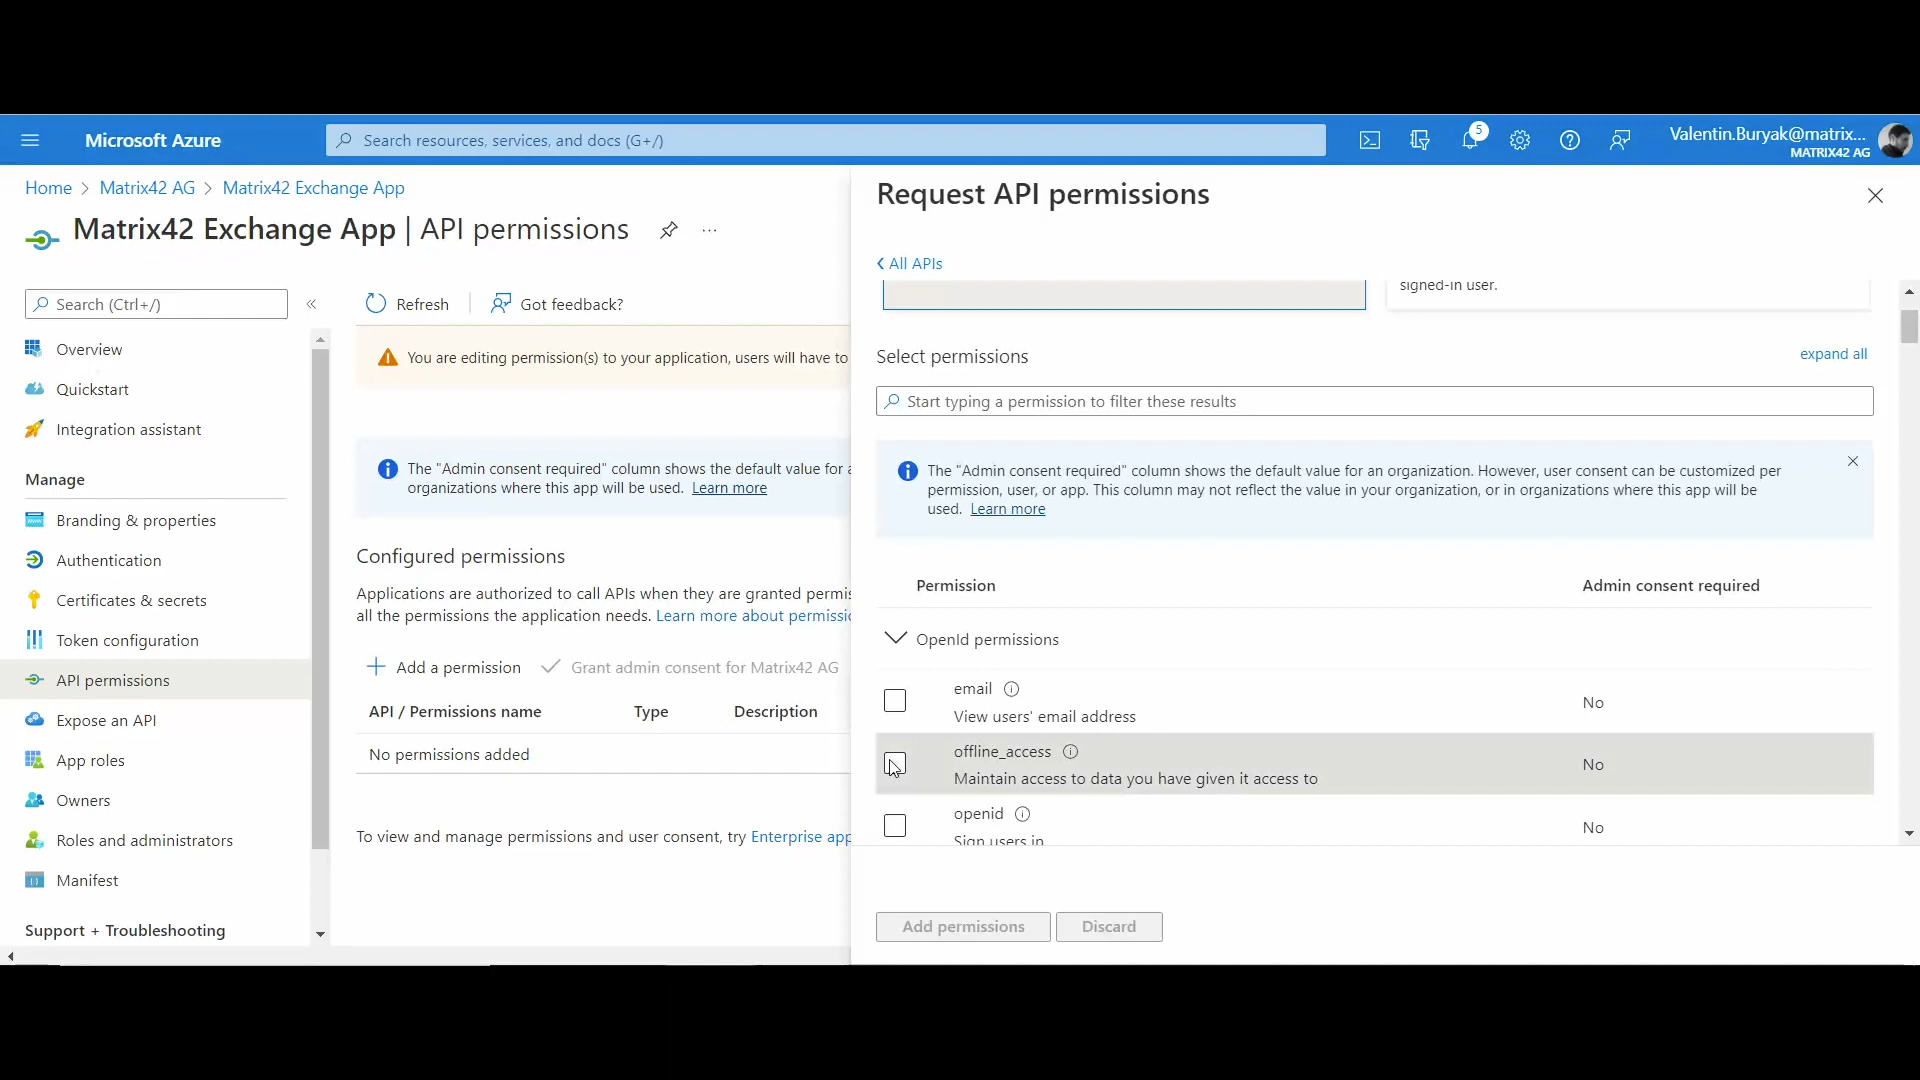 Microsoft Azure
Search resources, services, and docs (G+/)
5
Valentin.Buryak@matrix...
MATRIX42 AG
Home > Matrix42 AG > Matrix42 Exchange App
Matrix42 Exchange App | API permissions
...
Search (Ctrl+/)
«
Overview
Quickstart
Integration assistant
Manage
Branding & properties
Authentication
Certificates & secrets
Token configuration
API permissions
Expose an API
App roles
Owners
Roles and administrators
Manifest
Support + Troubleshooting
Refresh
Got feedback?
You are editing permission(s) to your application, users will have to
The "Admin consent required" column shows the default value for a
organizations where this app will be used. Learn more
Configured permissions
Applications are authorized to call APIs when they are granted permis
all the permissions the application needs. Learn more about permissio
Add a permission
Grant admin consent for Matrix42 AG
API / Permissions name
Type
Description
No permissions added
To view and manage permissions and user consent, try Enterprise app
Request API permissions
All APIs
signed-in user.
Select permissions
expand all
Start typing a permission to filter these results
The "Admin consent required" column shows the default value for an organization. However, user consent can be customized per
permission, user, or app. This column may not reflect the value in your organization, or in organizations where this app will be
used. Learn more
Permission
Admin consent required
OpenId permissions
email
View users' email address
No
offline_access
Maintain access to data you have given it access to
No
openid
Sign users in
No
Add permissions
Discard